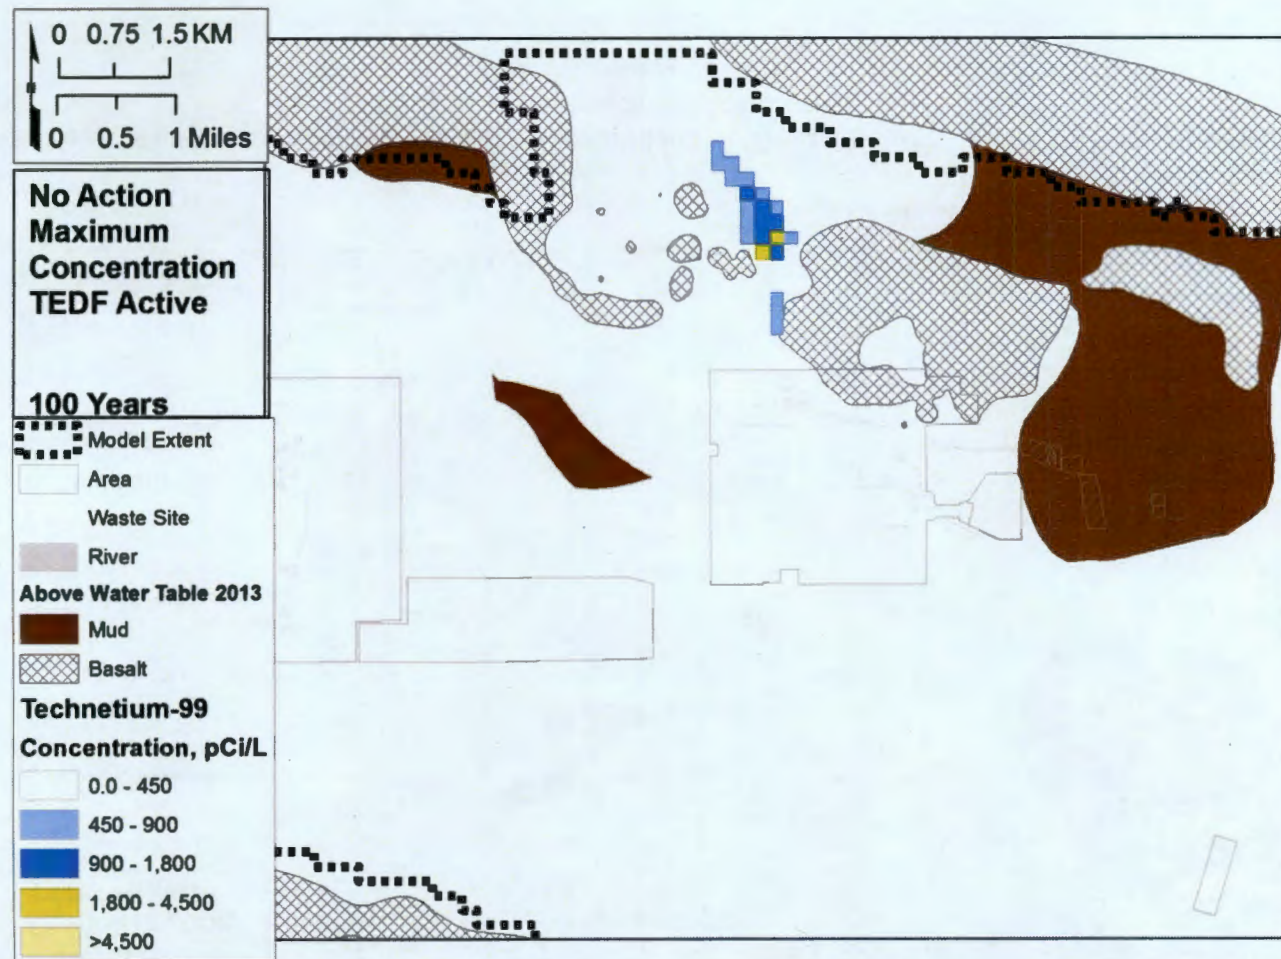 0 0.75 1.5 KM
0 0.5 1 Miles
No Action
Maximum
Concentration
TEDF Active
100 Years
Model Extent
Area
Waste Site
River
Above Water Table 2013
Mud
Basalt
Technetium-99
Concentration, pCi/L
0.0 - 450
450 - 900
900 - 1,800
1,800 - 4,500
>4,500